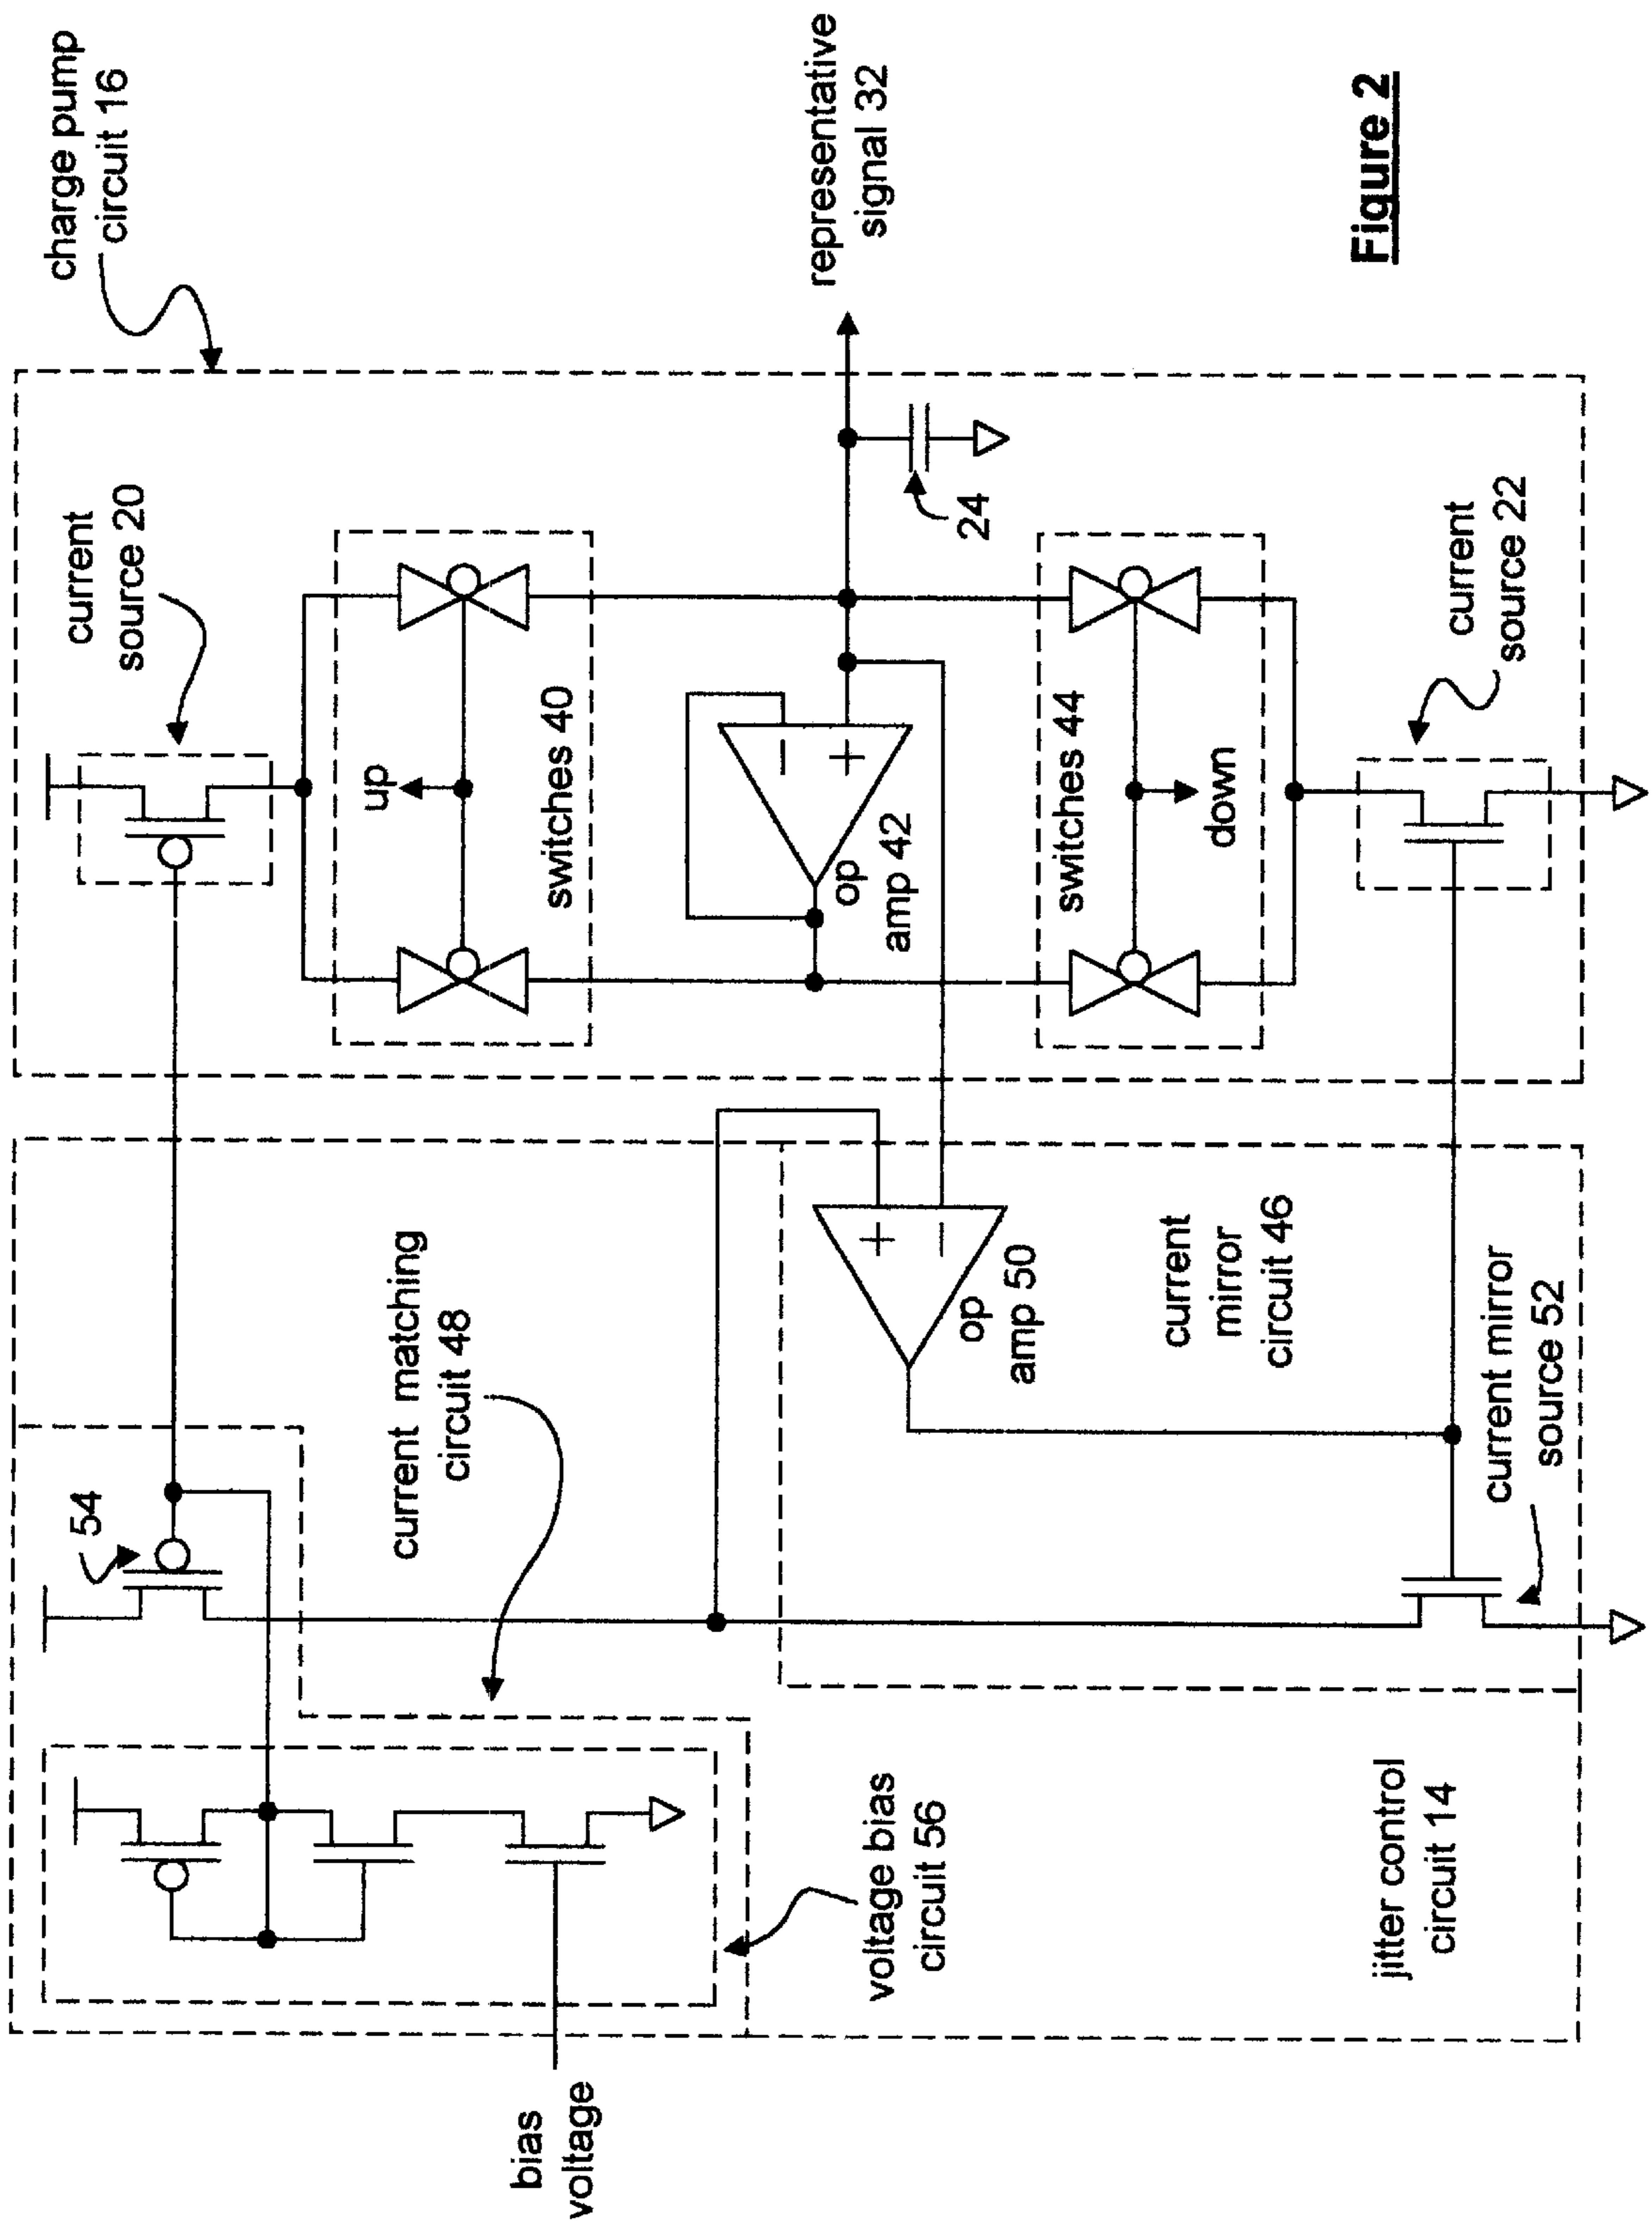 charge pump
circuit 16
current
source 20
up
switches 40
54
current matching
circuit 48
−
+
op
amp 42
representative
signal 32
24
bias
voltage
voltage bias
circuit 56
+
−
op
amp 50
switches 44
down
current
mirror
circuit 46
current
source 22
jitter control
circuit 14
current mirror
source 52
Figure 2